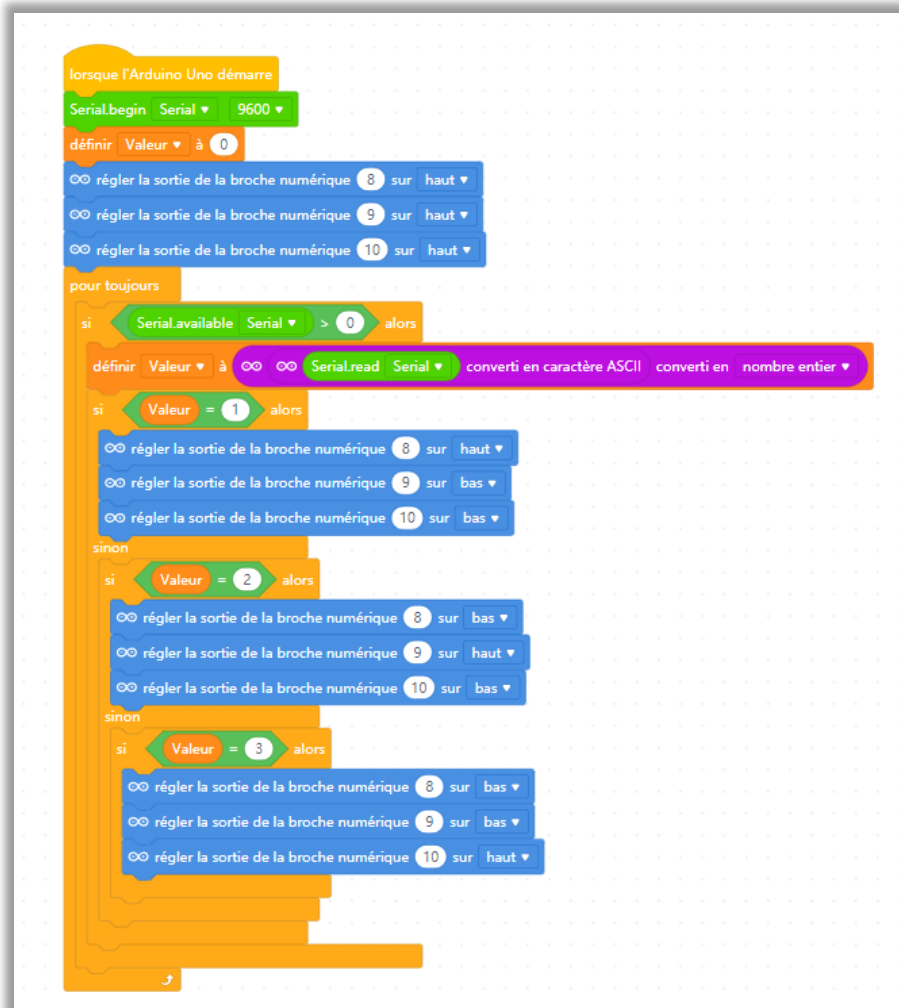 lorsque l'Arduino Uno démarre
Serial.begin Serial 9600
définir Valeur à 0
régler la sortie de la broche numérique 8 sur haut
régler la sortie de la broche numérique 9 sur haut
régler la sortie de la broche numérique 10 sur haut
pour toujours
si Serial.available Serial > 0 alors
définir Valeur à Serial.read Serial converti en caractère ASCII converti en nombre entier
si Valeur = 1 alors
régler la sortie de la broche numérique 8 sur haut
régler la sortie de la broche numérique 9 sur bas
régler la sortie de la broche numérique 10 sur bas
sinon
si Valeur = 2 alors
régler la sortie de la broche numérique 8 sur bas
régler la sortie de la broche numérique 9 sur haut
régler la sortie de la broche numérique 10 sur bas
sinon
si Valeur = 3 alors
régler la sortie de la broche numérique 8 sur bas
régler la sortie de la broche numérique 9 sur bas
régler la sortie de la broche numérique 10 sur haut